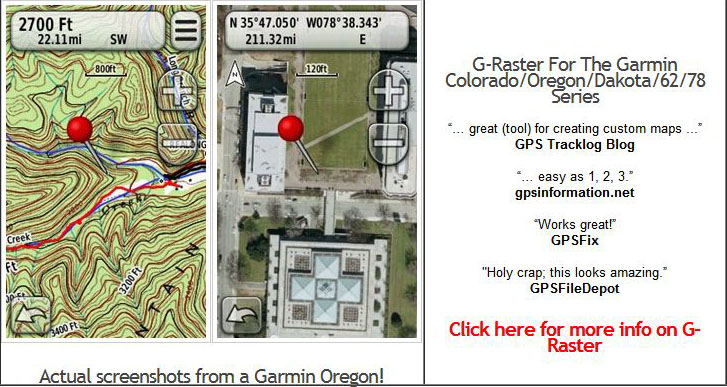 2700 Ft
22.11mi SW
800ft
Creek
Creek
Ft
3200 Ft
3400 Ft
NTAIN
N 35°47.050' W078°38.343'
211.32mi E
120ft
Actual screenshots from a Garmin Oregon!
G-Raster For The Garmin
Colorado/Oregon/Dakota/62/78
Series
“... great (tool) for creating custom maps ...”
GPS Tracklog Blog
“... easy as 1, 2, 3.”
gpsinformation.net
“Works great!”
GPSFix
"Holy crap; this looks amazing.”
GPSFileDepot
Click here for more info on G-
Raster